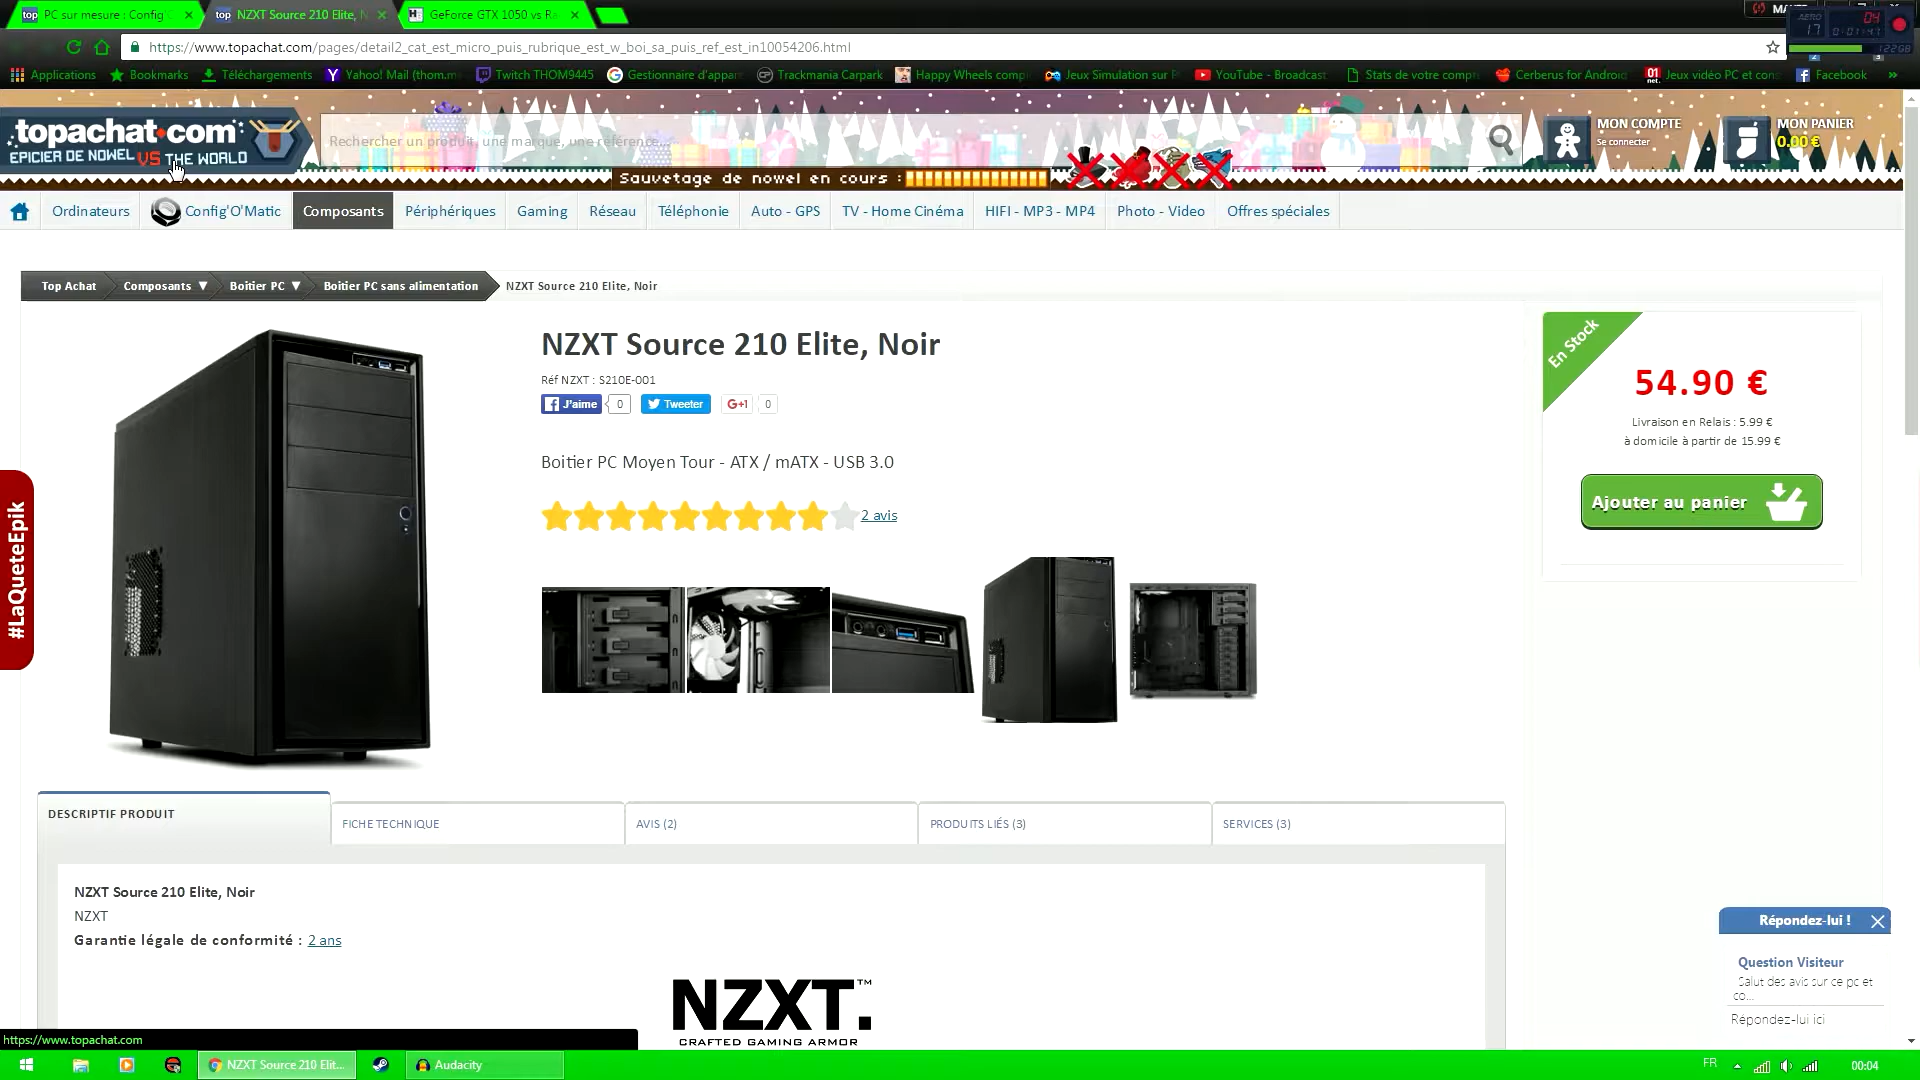 PC sur mesure : Config'
NZXT Source 210 Elite, N
GeForce GTX 1050 vs Ra
https://www.topachat.com/pages/detail2_cat_est_micro_puis_rubrique_est_w_boi_sa_puis_ref_est_in10054206.html
Applications
Bookmarks
Téléchargements
Yahoo! Mail (thom.m
Twitch THOM9445
Gestionnaire d'appar
Trackmania Carpark
Happy Wheels comp
Jeux Simulation sur P
YouTube - Broadcast
Stats de votre compt
Cerberus for Android
Jeux vidéo PC et cons
Facebook
»
topachat.com
EPICIER DE NOWEL VS THE WORLD
Rechercher un produit, une marque, une référence...
MON COMPTE
Se connecter
MON PANIER
0.00 €
Sauvetage de nowel en cours :
Ordinateurs
Config'O'Matic
Composants
Périphériques
Gaming
Réseau
Téléphonie
Auto - GPS
TV - Home Cinéma
HIFI - MP3 - MP4
Photo - Video
Offres spéciales
Top Achat
Composants ▼
Boitier PC ▼
Boitier PC sans alimentation
NZXT Source 210 Elite, Noir
NZXT Source 210 Elite, Noir
Réf NZXT : S210E-001
J'aime
0
Tweeter
G+1
0
Boitier PC Moyen Tour - ATX / mATX - USB 3.0
2 avis
En Stock
54.90 €
Livraison en Relais : 5.99 €
à domicile à partir de 15.99 €
Ajouter au panier
#LaQueteEpik
DESCRIPTIF PRODUIT
FICHE TECHNIQUE
AVIS (2)
PRODUITS LIÉS (3)
SERVICES (3)
NZXT Source 210 Elite, Noir
NZXT
Garantie légale de conformité : 2 ans
NZXT.™
CRAFTED GAMING ARMOR
Répondez-lui !
Question Visiteur
Salut des avis sur ce pc et
co...
Répondez-lui ici
https://www.topachat.com
NZXT Source 210 Elit...
Audacity
FR
00:04